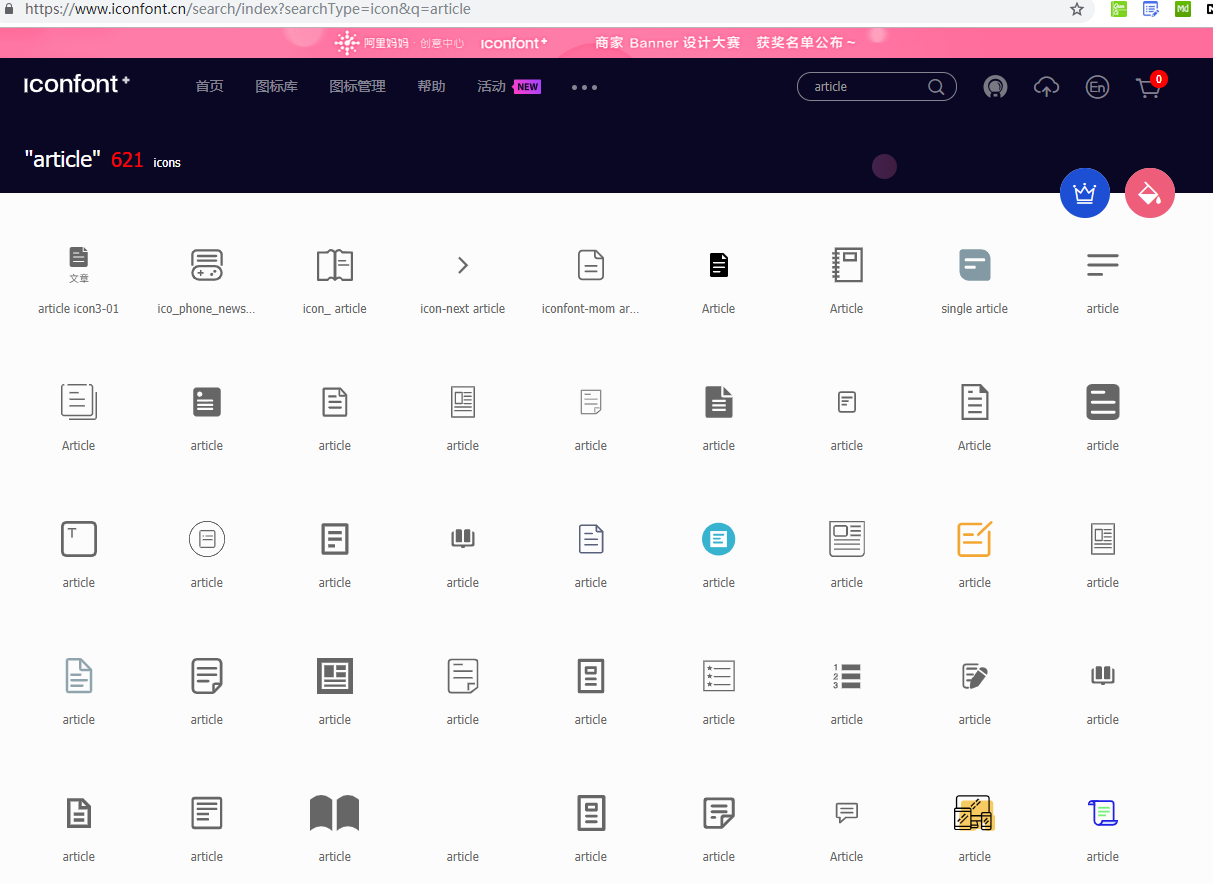 https://www.iconfont.cn/search/index?searchType=icon&q=article
Md
阿里妈妈 · 创意中心 iconfont+ 商家 Banner 设计大赛 获奖名单公布 ~
iconfont+ 首页 图标库 图标管理 帮助 活动 NEW ••• article En 0
"article" 621 icons
文章
article icon3-01 ico_phone_news... icon_ article icon-next article iconfont-mom ar... Article Article single article article
Article article article article article article article Article article
T
article article article article article article article article article
1
2
3
article article article article article article article article article
article article article article article article Article article article